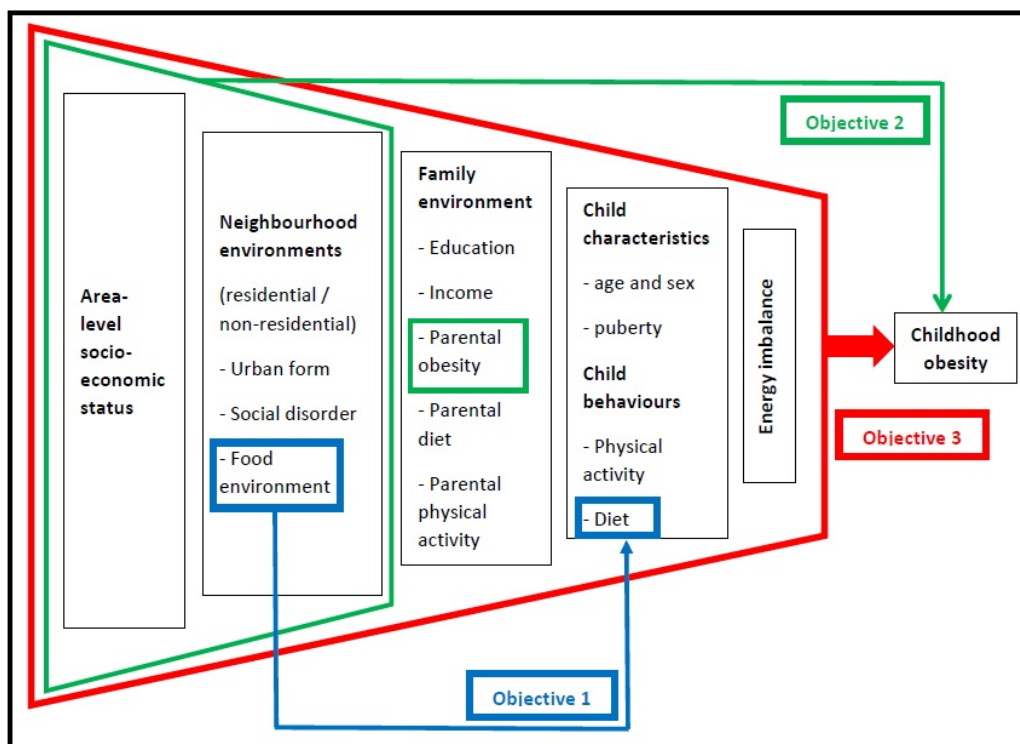 Area-
level
socio-
economic
status
Neighbourhood
environments
(residential /
non-residential)
- Urban form
- Social disorder
- Food
environment
Family
environment
- Education
- Income
- Parental
obesity
- Parental
diet
- Parental
physical
activity
Child
characteristics
- age and sex
- puberty
Child
behaviours
- Physical
activity
- Diet
Energy imbalance
Childhood
obesity
Objective 2
Objective 3
Objective 1